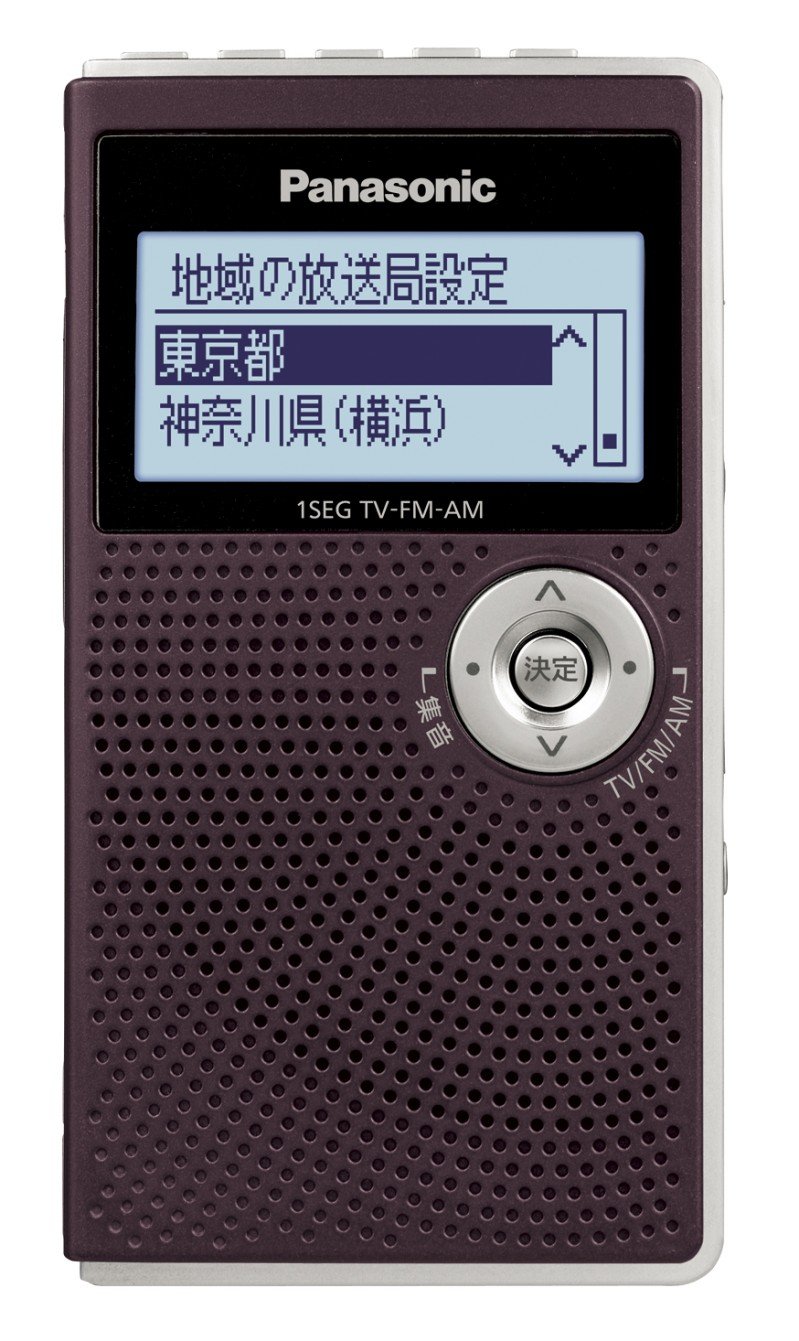 Panasonic
地域の放送局設定
東京都
神奈川県(横浜)
1SEG TV-FM-AM
決定
集音
TV/FM/AM